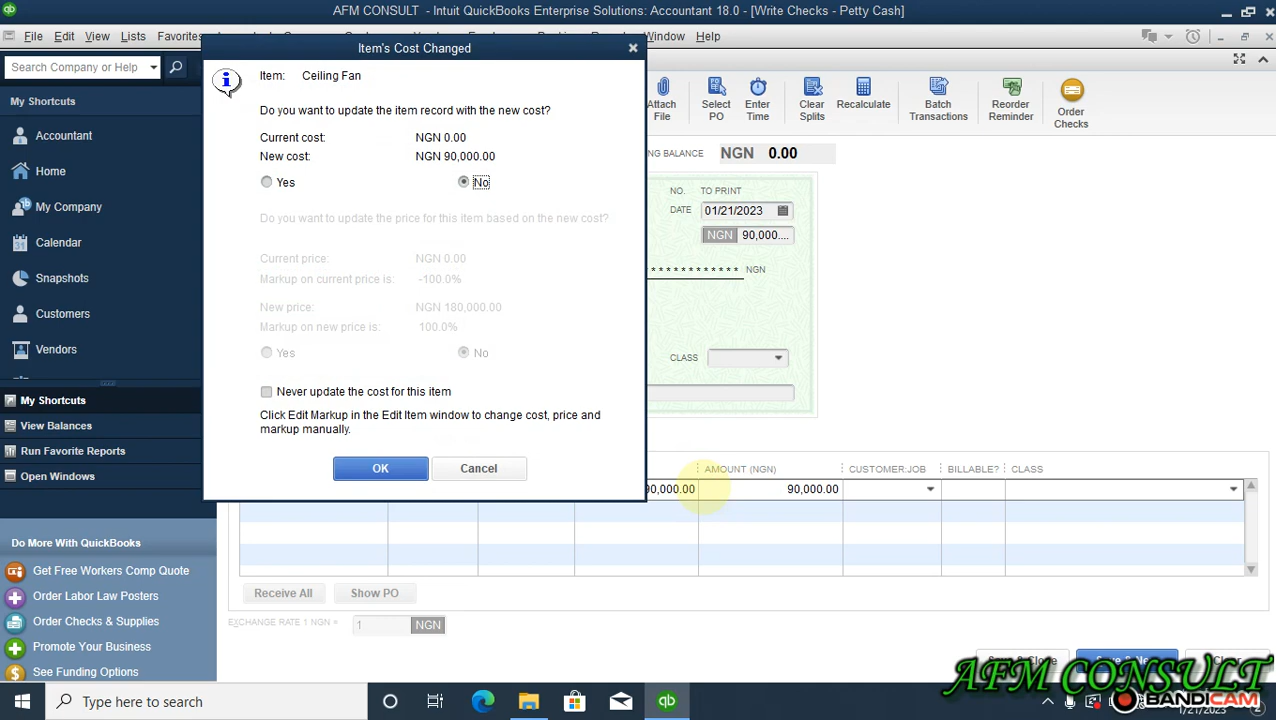 AFM CONSULT - Intuit QuickBooks Enterprise Solutions: Accountant 18.0 - [Write Checks - Petty Cash]
File Edit View Lists Favorites Window Help
Search Company or Help
My Shortcuts
Accountant
Home
My Company
Calendar
Snapshots
Customers
Vendors
My Shortcuts
View Balances
Run Favorite Reports
Open Windows
Do More With QuickBooks
Get Free Workers Comp Quote
Order Labor Law Posters
Order Checks & Supplies
Promote Your Business
See Funding Options
Item's Cost Changed
Item: Ceiling Fan
Do you want to update the item record with the new cost?
Current cost: NGN 0.00
New cost: NGN 90,000.00
Yes No
Do you want to update the price for this item based on the new cost?
Current price: NGN 0.00
Markup on current price is: -100.0%
New price: NGN 180,000.00
Markup on new price is: 100.0%
Yes No
Never update the cost for this item
Click Edit Markup in the Edit Item window to change cost, price and
markup manually.
OK Cancel
Attach File
Select PO
Enter Time
Clear Splits
Recalculate
Batch Transactions
Reorder Reminder
Order Checks
BALANCE NGN 0.00
NO. TO PRINT
DATE 01/21/2023
NGN 90,000....
* * * * * * * * * * * * NGN
CLASS
AMOUNT (NGN) CUSTOMER:JOB BILLABLE? CLASS
90,000.00 90,000.00
Receive All Show PO
EXCHANGE RATE 1 NGN = 1 NGN
AFM CONSULT
BANDICAM
Type here to search
1/21/2023
2